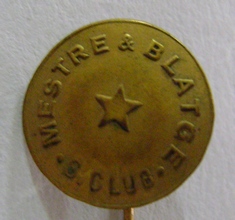 MESTRE & BLATGE
• G. CLUB •